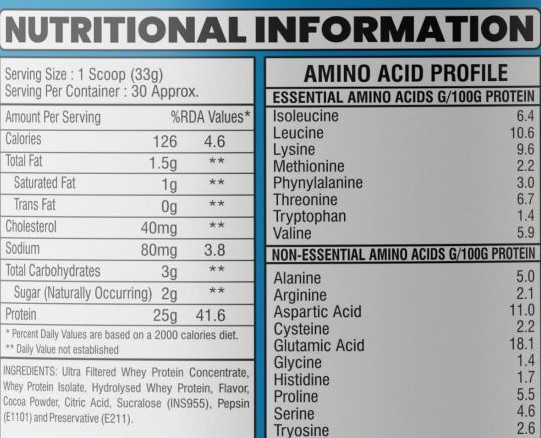 NUTRITIONAL INFORMATION
Serving Size : 1 Scoop (33g)
Serving Per Container : 30 Approx.
Amount Per Serving %RDA Values*
Calories 126 4.6
Total Fat 1.5g **
Saturated Fat 1g **
Trans Fat 0g **
Cholesterol 40mg **
Sodium 80mg 3.8
Total Carbohydrates 3g **
Sugar (Naturally Occurring) 2g **
Protein 25g 41.6
* Percent Daily Values are based on a 2000 calories diet.
** Daily Value not established
INGREDIENTS: Ultra Filtered Whey Protein Concentrate,
Whey Protein Isolate, Hydrolysed Whey Protein, Flavor,
Cocoa Powder, Citric Acid, Sucralose (INS955), Pepsin
(E1101) and Preservative (E211).
AMINO ACID PROFILE
ESSENTIAL AMINO ACIDS G/100G PROTEIN
Isoleucine 6.4
Leucine 10.6
Lysine 9.6
Methionine 2.2
Phynylalanine 3.0
Threonine 6.7
Tryptophan 1.4
Valine 5.9
NON-ESSENTIAL AMINO ACIDS G/100G PROTEIN
Alanine 5.0
Arginine 2.1
Aspartic Acid 11.0
Cysteine 2.2
Glutamic Acid 18.1
Glycine 1.4
Histidine 1.7
Proline 5.5
Serine 4.6
Tryosine 2.6